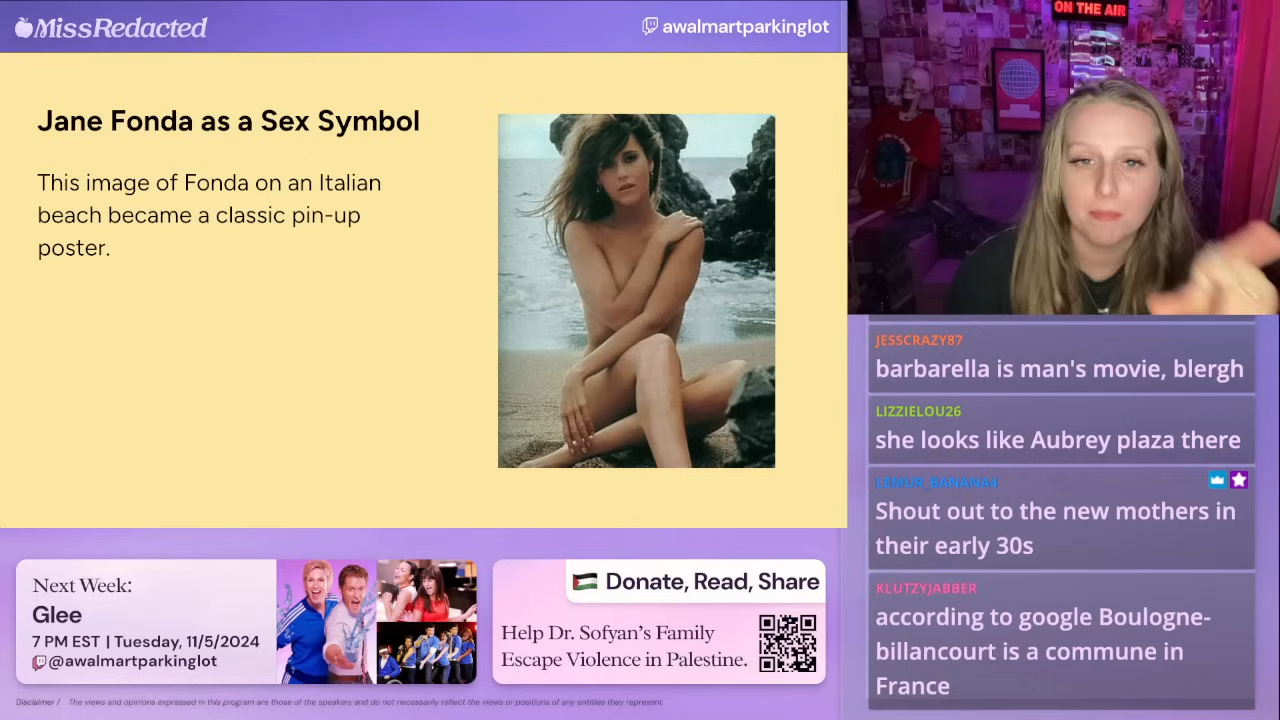 MissRedacted
awalmartparkinglot
ON THE AIR
Jane Fonda as a Sex Symbol
This image of Fonda on an Italian
beach became a classic pin-up
poster.
JESSCRAZY87
barbarella is man's movie, blergh
LIZZIELOU26
she looks like Aubrey plaza there
LEMUR_BANANA4
Shout out to the new mothers in
their early 30s
KLUTZYJABBER
according to google Boulogne-
billancourt is a commune in
France
Next Week:
Glee
7 PM EST | Tuesday, 11/5/2024
@awalmartparkinglot
Donate, Read, Share
Help Dr. Sofyan's Family
Escape Violence in Palestine.
Disclaimer / The views and opinions expressed in this program are those of the speakers and do not necessarily reflect the views or positions of any entities they represent.